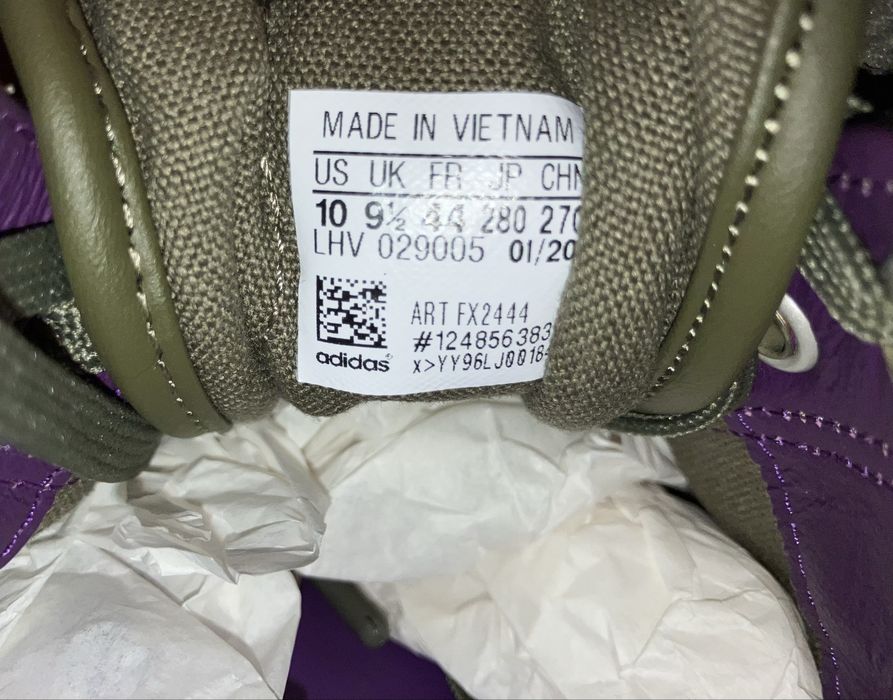 MADE IN VIETNAM
US UK FR JP CHN
10 9½ 44 280 270
LHV 029005 01/20
ART FX2444
#124856383
x>YY96LJ0018
adidas